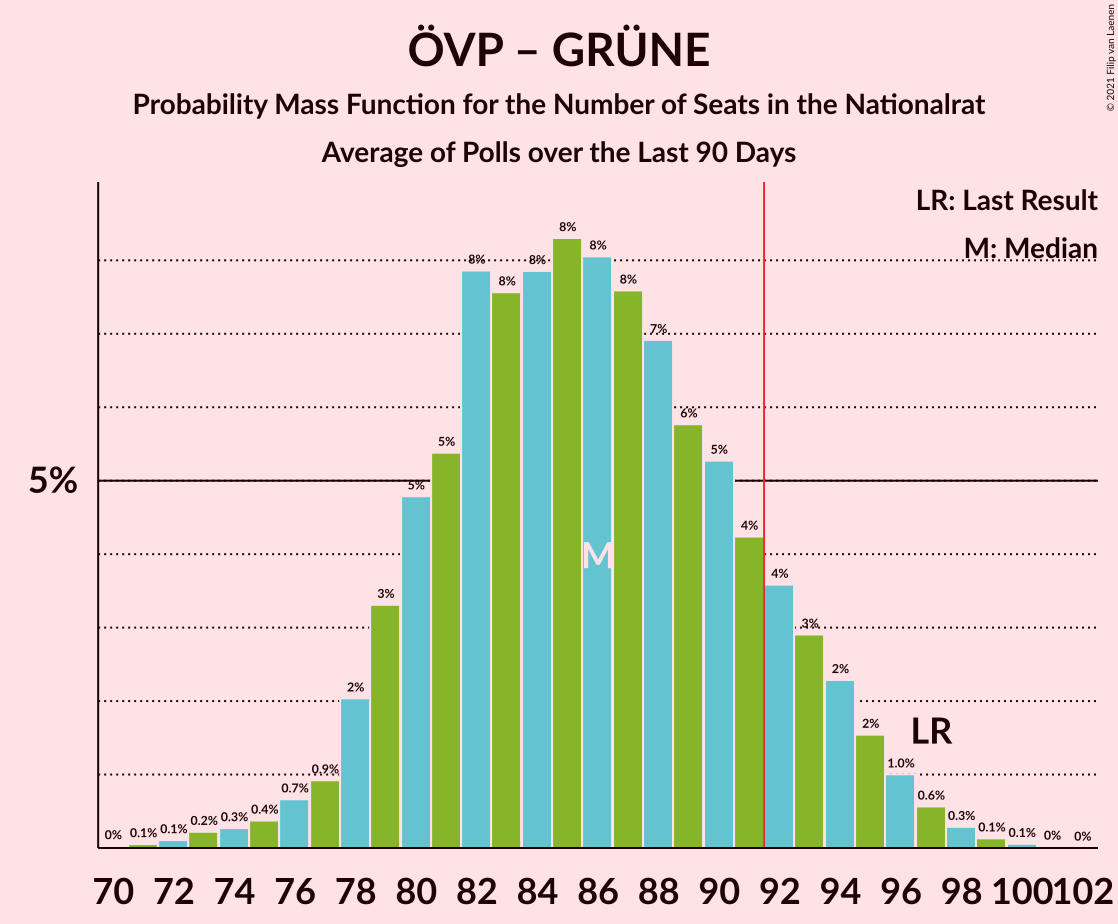 ÖVP – GRÜNE
Probability Mass Function for the Number of Seats in the Nationalrat
Average of Polls over the Last 90 Days
© 2021 Filip van Laenen
LR: Last Result
M: Median
5%
0% 0.1% 0.1% 0.2% 0.3% 0.4% 0.7% 0.9% 2% 3% 5% 5% 8% 8% 8% 8% 8% 8% 7% 6% 5% 4% 4% 3% 2% 2% 1.0% 0.6% 0.3% 0.1% 0.1% 0% 0%
M
LR
70 72 74 76 78 80 82 84 86 88 90 92 94 96 98 100 102